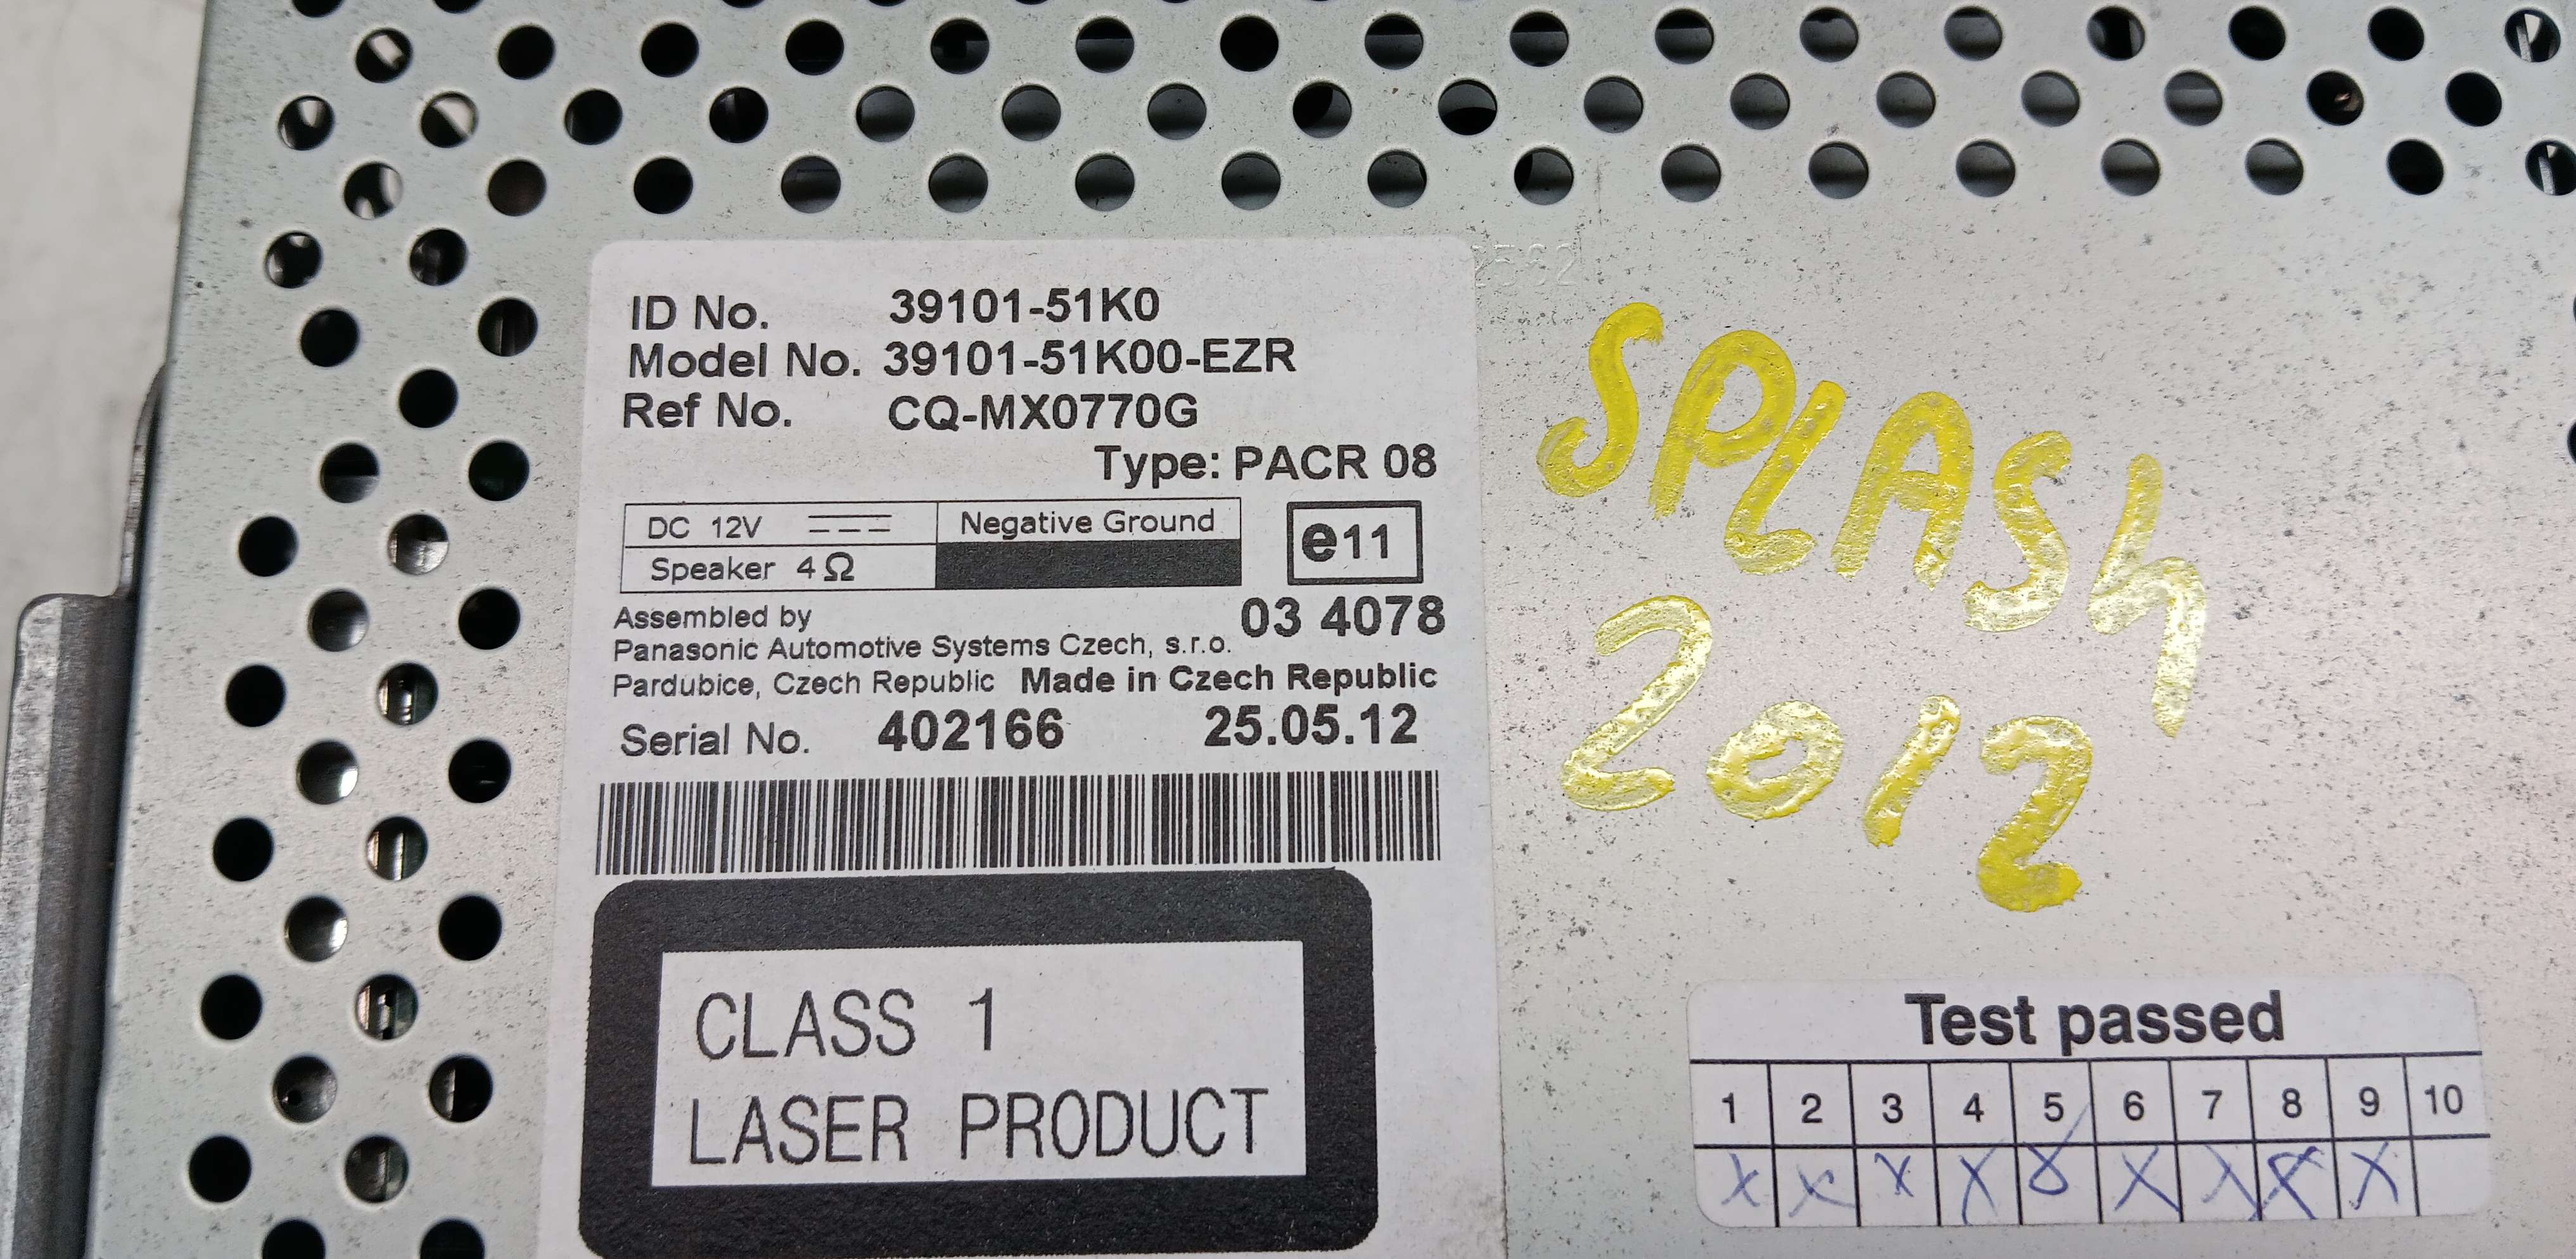 ID No. 39101-51K0
Model No. 39101-51K00-EZR
Ref No. CQ-MX0770G
Type: PACR 08
DC 12V Negative Ground
Speaker 4Ω
e11
03 4078
Assembled by
Panasonic Automotive Systems Czech, s.r.o.
Pardubice, Czech Republic Made in Czech Republic
Serial No. 402166 25.05.12
CLASS 1
LASER PRODUCT
SPLASh
2012
Test passed
1 2 3 4 5 6 7 8 9 10
X X X X X X X X X